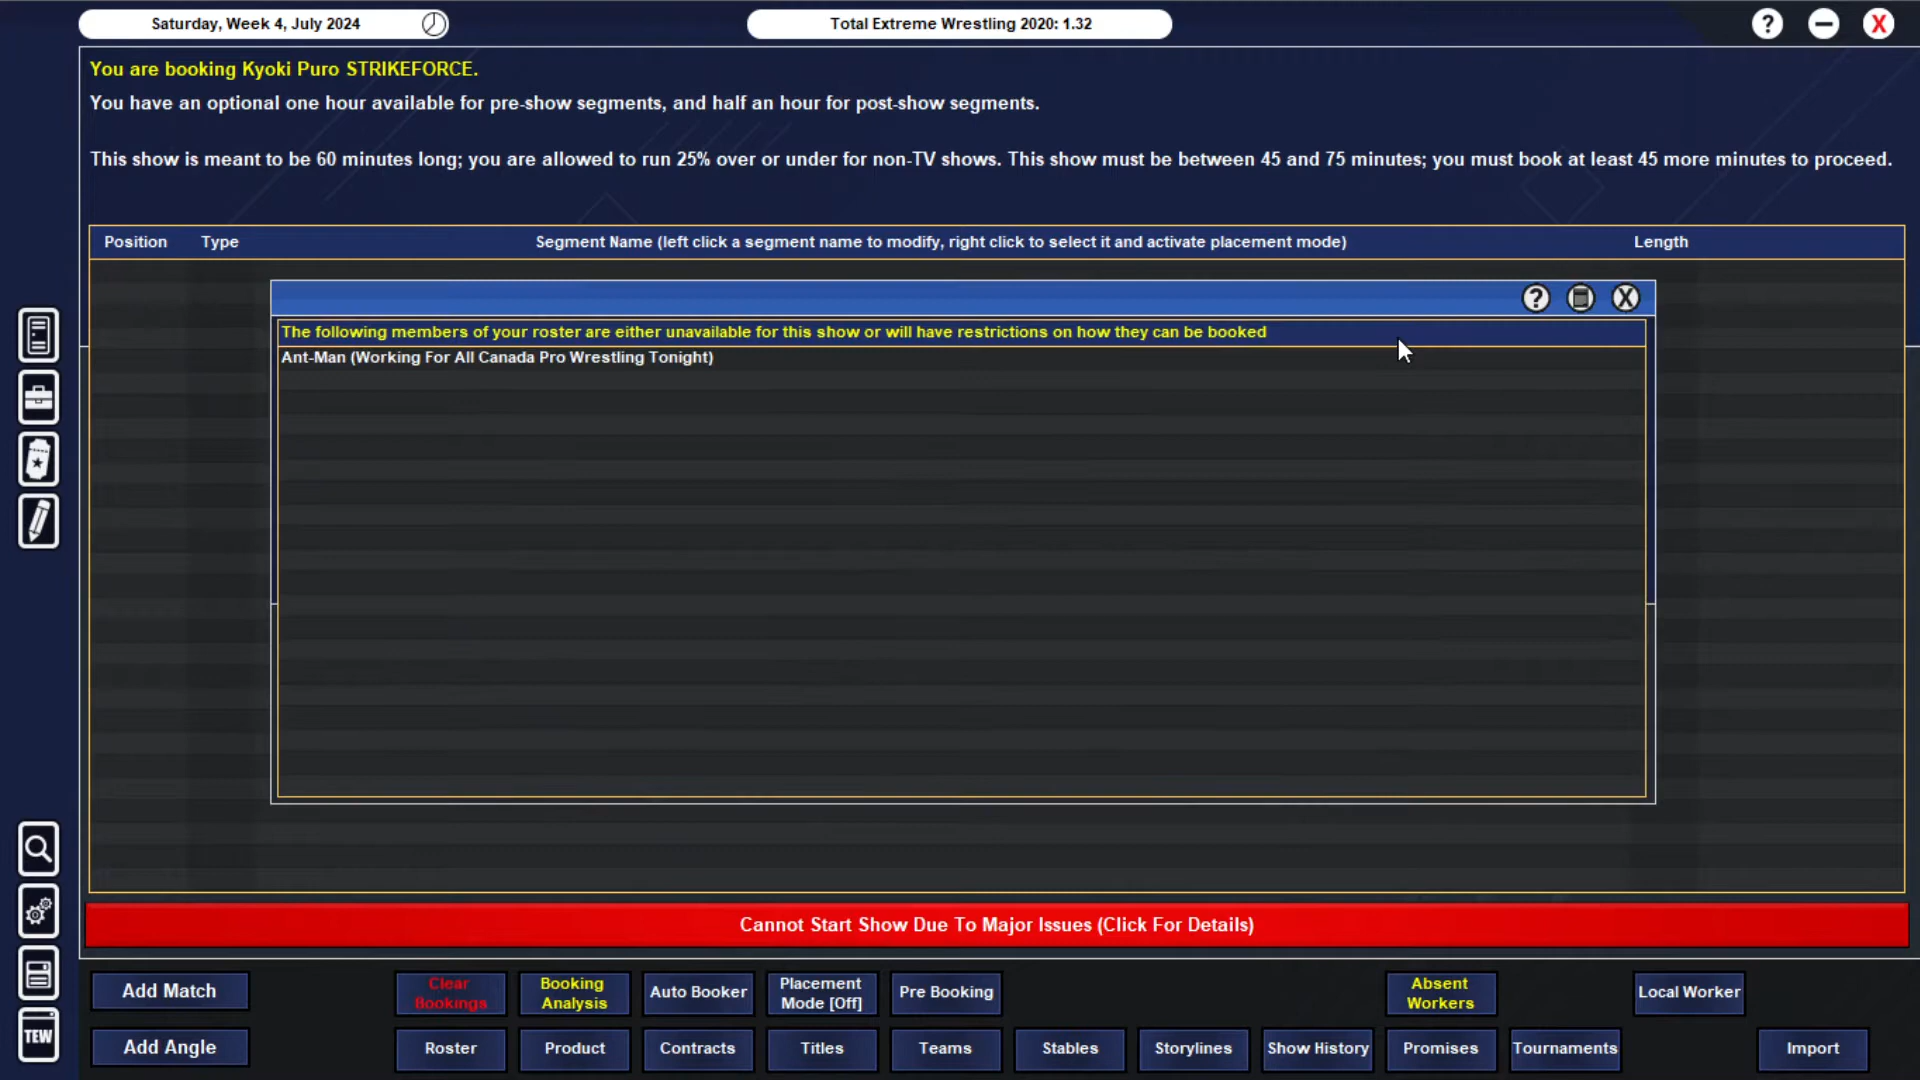 Saturday, Week 4, July 2024
Total Extreme Wrestling 2020: 1.32
?
X
You are booking Kyoki Puro STRIKEFORCE.
You have an optional one hour available for pre-show segments, and half an hour for post-show segments.
This show is meant to be 60 minutes long; you are allowed to run 25% over or under for non-TV shows. This show must be between 45 and 75 minutes; you must book at least 45 more minutes to proceed.
Position Type Segment Name (left click a segment name to modify, right click to select it and activate placement mode) Length
? X
The following members of your roster are either unavailable for this show or will have restrictions on how they can be booked
Ant-Man (Working For All Canada Pro Wrestling Tonight)
Cannot Start Show Due To Major Issues (Click For Details)
Add Match
Clear
Bookings
Booking
Analysis
Auto Booker
Placement
Mode [Off]
Pre Booking
Absent
Workers
Local Worker
TEW
Add Angle
Roster
Product
Contracts
Titles
Teams
Stables
Storylines
Show History
Promises
Tournaments
Import